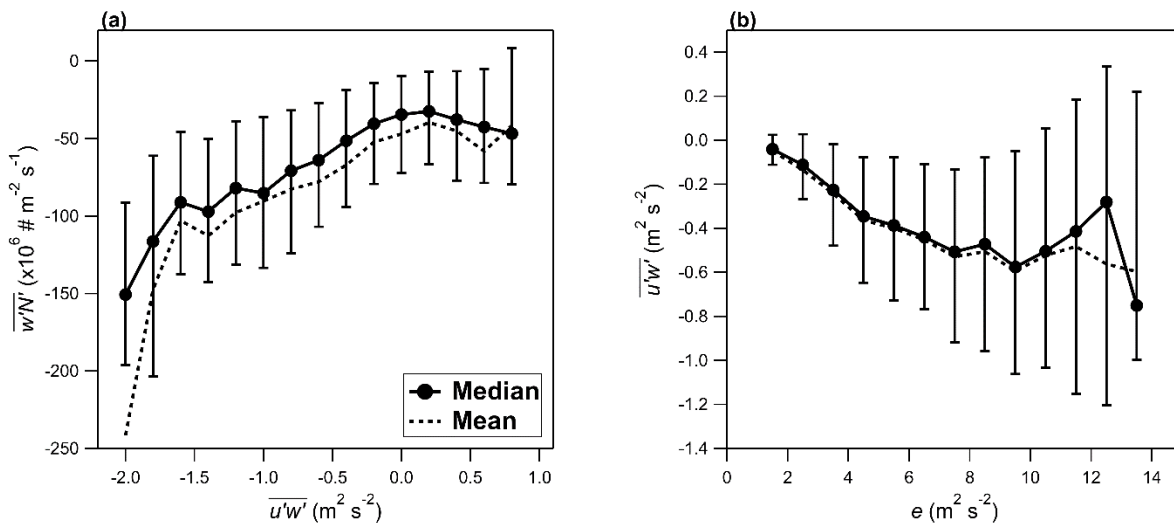 (a)
0
-50
-100
-150
-200
-250
w'N' (x10⁶ # m⁻² s⁻¹)
Median
Mean
-2.0 -1.5 -1.0 -0.5 0.0 0.5 1.0
u'w' (m² s⁻²)
(b)
0.4
0.2
0.0
-0.2
-0.4
-0.6
-0.8
-1.0
-1.2
-1.4
u'w' (m² s⁻²)
0 2 4 6 8 10 12 14
e (m² s⁻²)